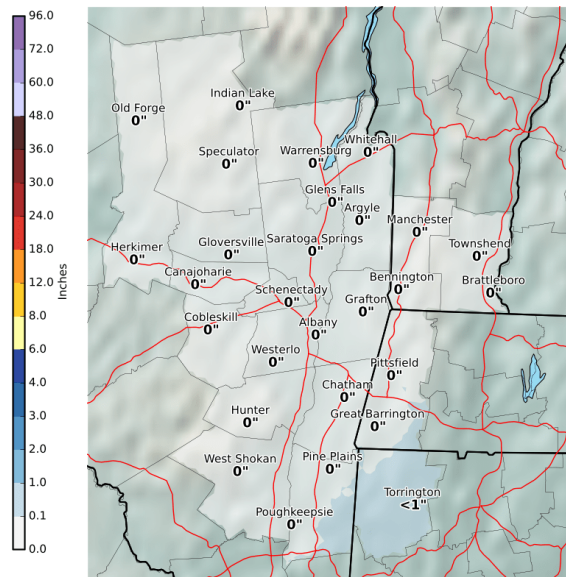 96.0
72.0
60.0
48.0
36.0
30.0
24.0
18.0
12.0
8.0
6.0
4.0
3.0
2.0
1.0
0.1
0.0
Inches
Indian Lake
0"
Old Forge
0"
Whitehall
0"
Speculator
0"
Warrensburg
0"
Glens Falls
0"
Argyle
0"
Manchester
0"
Saratoga Springs
0"
Gloversville
0"
Townshend
0"
Herkimer
0"
Canajoharie
0"
Bennington
0"
Brattleboro
0"
Schenectady
0"
Grafton
0"
Cobleskill
0"
Albany
0"
Westerlo
0"
Pittsfield
0"
Chatham
0"
Hunter
0"
Great Barrington
0"
West Shokan
0"
Pine Plains
0"
Torrington
<1"
Poughkeepsie
0"